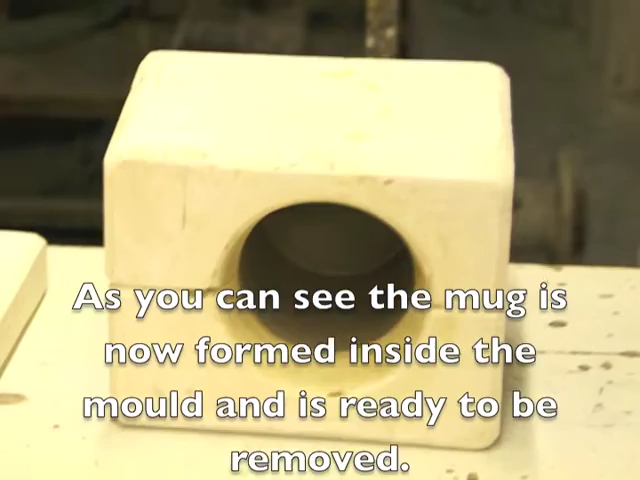 As you can see the mug is
now formed inside the
mould and is ready to be
removed.